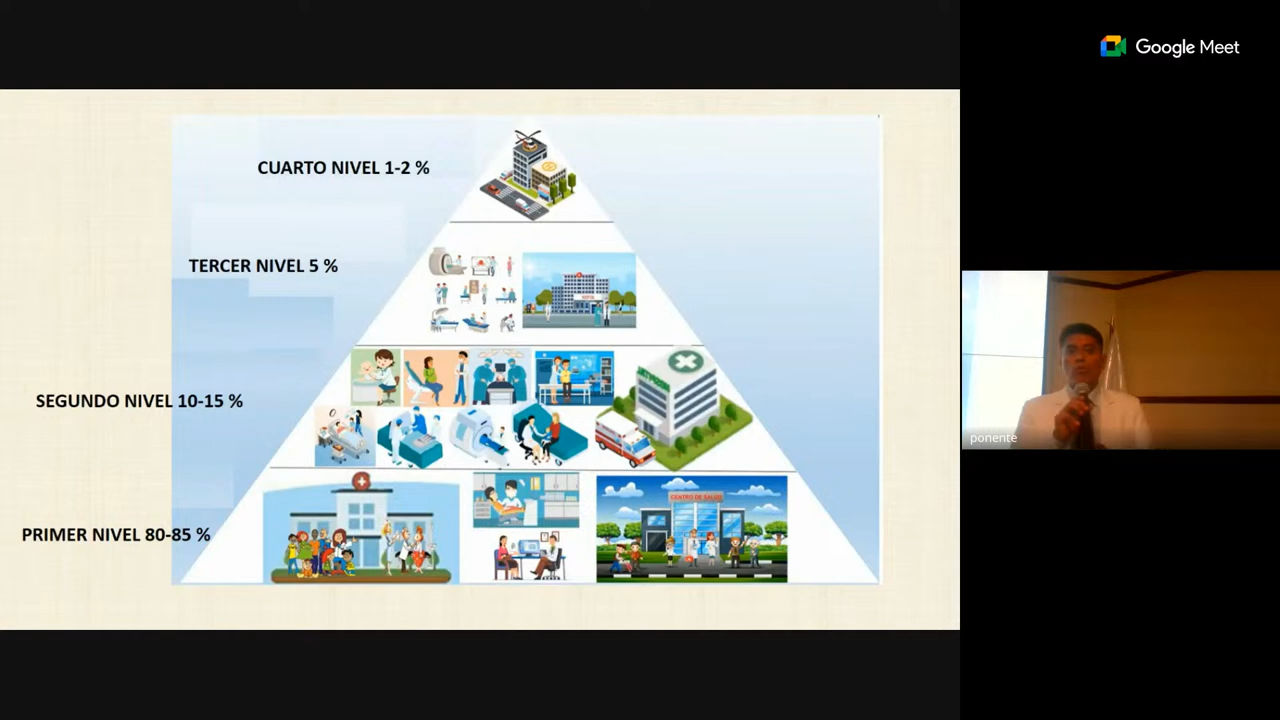 Google Meet
CUARTO NIVEL 1-2 %
TERCER NIVEL 5 %
SEGUNDO NIVEL 10-15 %
PRIMER NIVEL 80-85 %
CENTRO DE SALUD
ponente